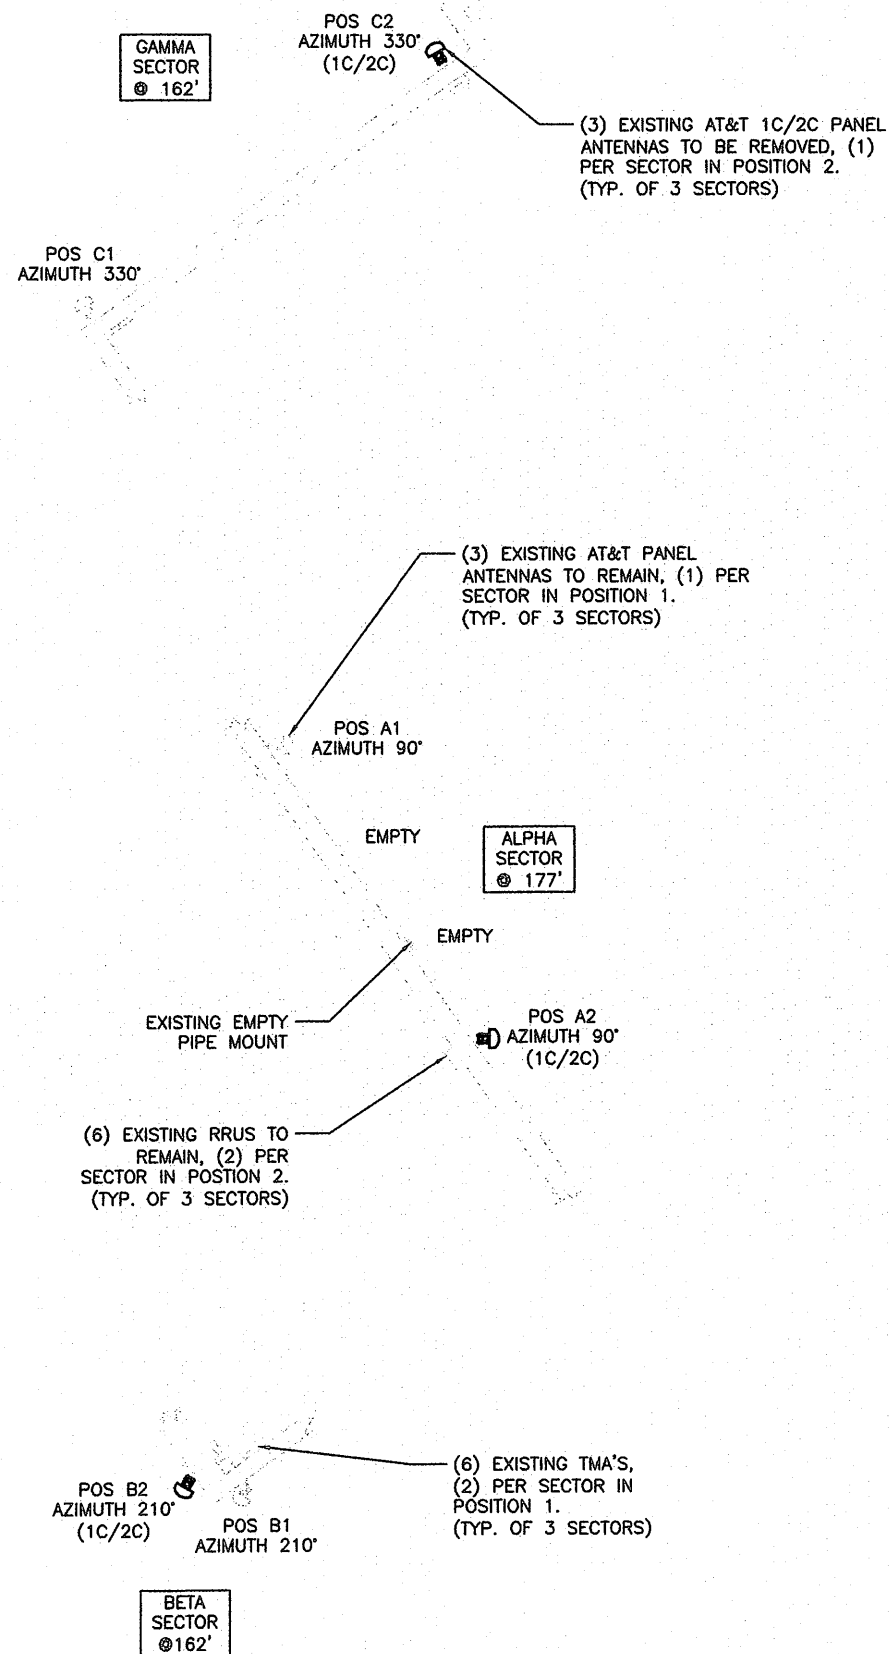 POS C2
AZIMUTH 330°
(1C/2C)
GAMMA
SECTOR
@ 162'
(3) EXISTING AT&T 1C/2C PANEL
ANTENNAS TO BE REMOVED, (1)
PER SECTOR IN POSITION 2.
(TYP. OF 3 SECTORS)
POS C1
AZIMUTH 330°
(3) EXISTING AT&T PANEL
ANTENNAS TO REMAIN, (1) PER
SECTOR IN POSITION 1.
(TYP. OF 3 SECTORS)
POS A1
AZIMUTH 90°
EMPTY
ALPHA
SECTOR
@ 177'
EMPTY
EXISTING EMPTY
PIPE MOUNT
POS A2
AZIMUTH 90°
(1C/2C)
(6) EXISTING RRUS TO
REMAIN, (2) PER
SECTOR IN POSTION 2.
(TYP. OF 3 SECTORS)
(6) EXISTING TMA'S,
(2) PER SECTOR IN
POSITION 1.
(TYP. OF 3 SECTORS)
POS B2
AZIMUTH 210°
(1C/2C)
POS B1
AZIMUTH 210°
BETA
SECTOR
@162'